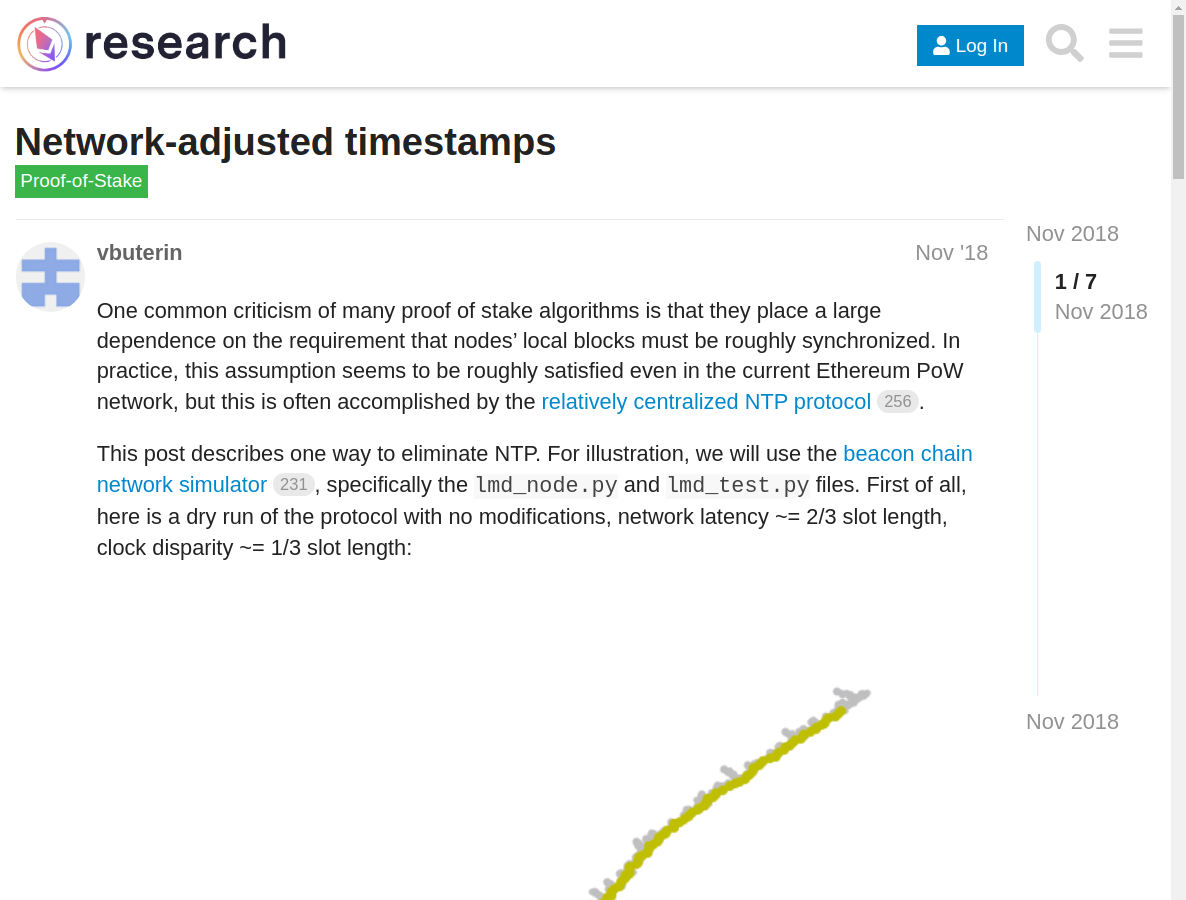 research
Log In
Network-adjusted timestamps
Proof-of-Stake
vbuterin
Nov '18
One common criticism of many proof of stake algorithms is that they place a large
dependence on the requirement that nodes’ local blocks must be roughly synchronized. In
practice, this assumption seems to be roughly satisfied even in the current Ethereum PoW
network, but this is often accomplished by the relatively centralized NTP protocol 256.
This post describes one way to eliminate NTP. For illustration, we will use the beacon chain
network simulator 231, specifically the lmd_node.py and lmd_test.py files. First of all,
here is a dry run of the protocol with no modifications, network latency ~= 2/3 slot length,
clock disparity ~= 1/3 slot length:
Nov 2018
1 / 7
Nov 2018
Nov 2018